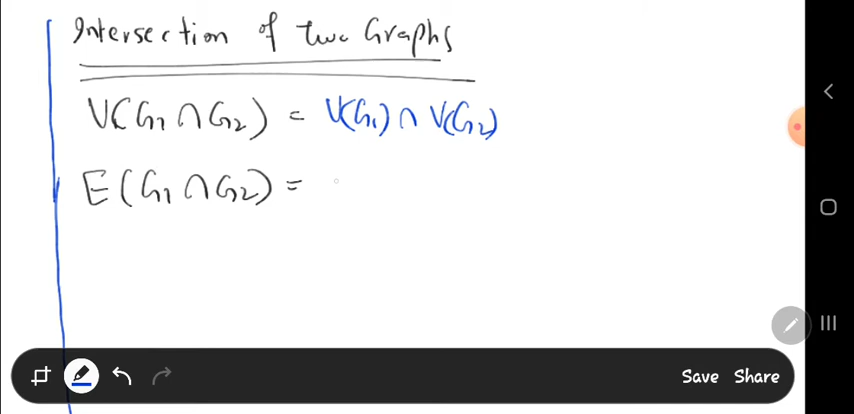 Intersection of two Graphs
V(G1 ∩ G2) = V(G1) ∩ V(G2)
E(G1 ∩ G2) =
Save Share